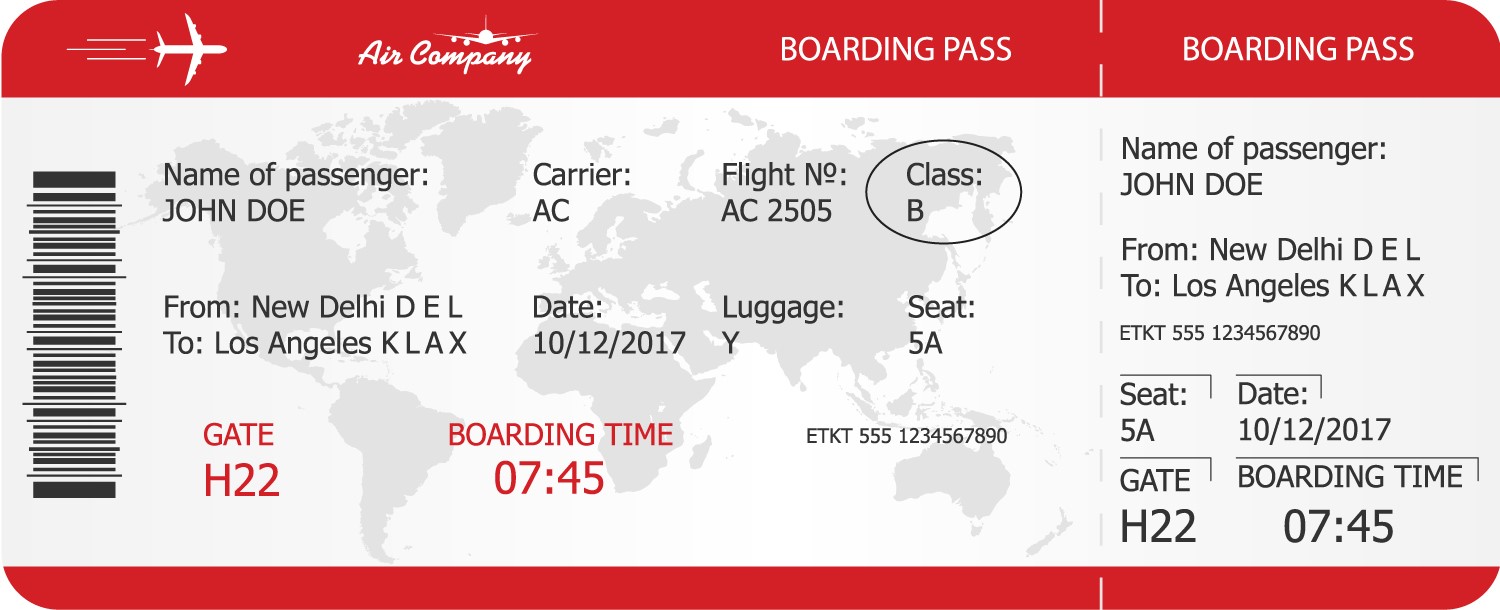 Air Company
BOARDING PASS
BOARDING PASS
Name of passenger:
JOHN DOE
Carrier:
AC
Flight Nº:
AC 2505
Class:
B
From: New Delhi D E L
To: Los Angeles K L A X
Date:
10/12/2017
Luggage:
Y
Seat:
5A
GATE
H22
BOARDING TIME
07:45
ETKT 555 1234567890
Name of passenger:
JOHN DOE
From: New Delhi D E L
To: Los Angeles K L A X
ETKT 555 1234567890
Seat:
5A
Date:
10/12/2017
GATE
H22
BOARDING TIME
07:45